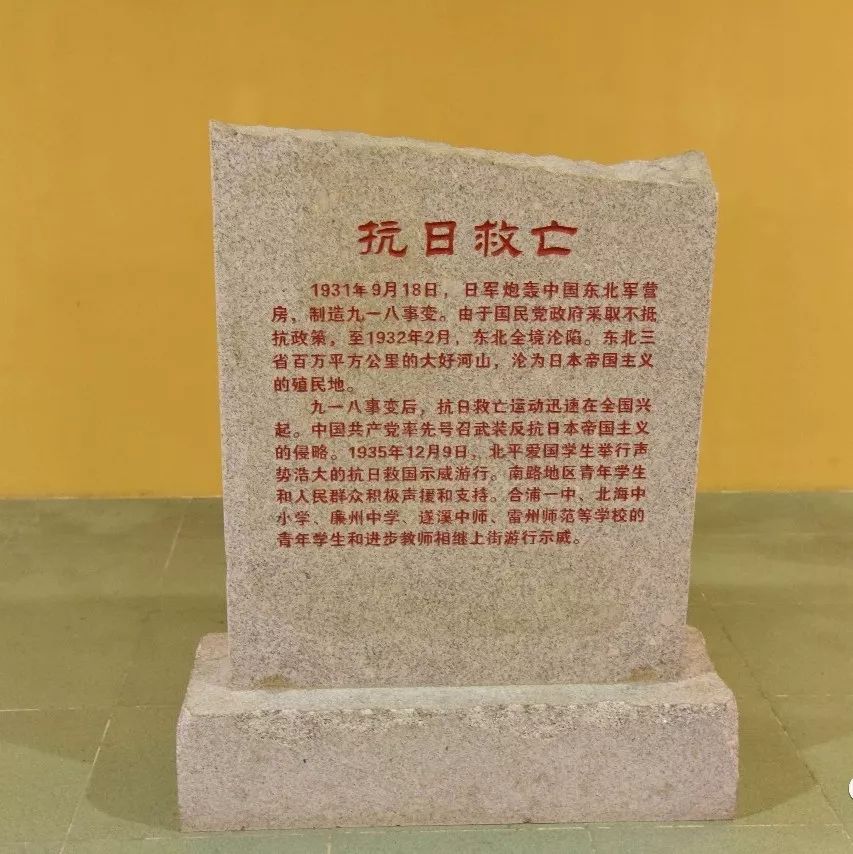 抗日救亡
1931年9月18日，日军炮轰中国东北军营
房，制造九一八事变。由于国民党政府采取不抵
抗政策，至1932年2月，东北全境沦陷。东北三
省百万平方公里的大好河山，沦为日本帝国主义
的殖民地。
九一八事变后，抗日救亡运动迅速在全国兴
起。中国共产党率先号召武装反抗日本帝国主义
的侵略。1935年12月9日，北平爱国学生举行声
势浩大的抗日救国示威游行。南路地区青年学生
和人民群众积极声援和支持。合浦一中、北海中
小学、廉州中学、遂溪中师、雷州师范等学校的
青年学生和进步教师相继上街游行示威。